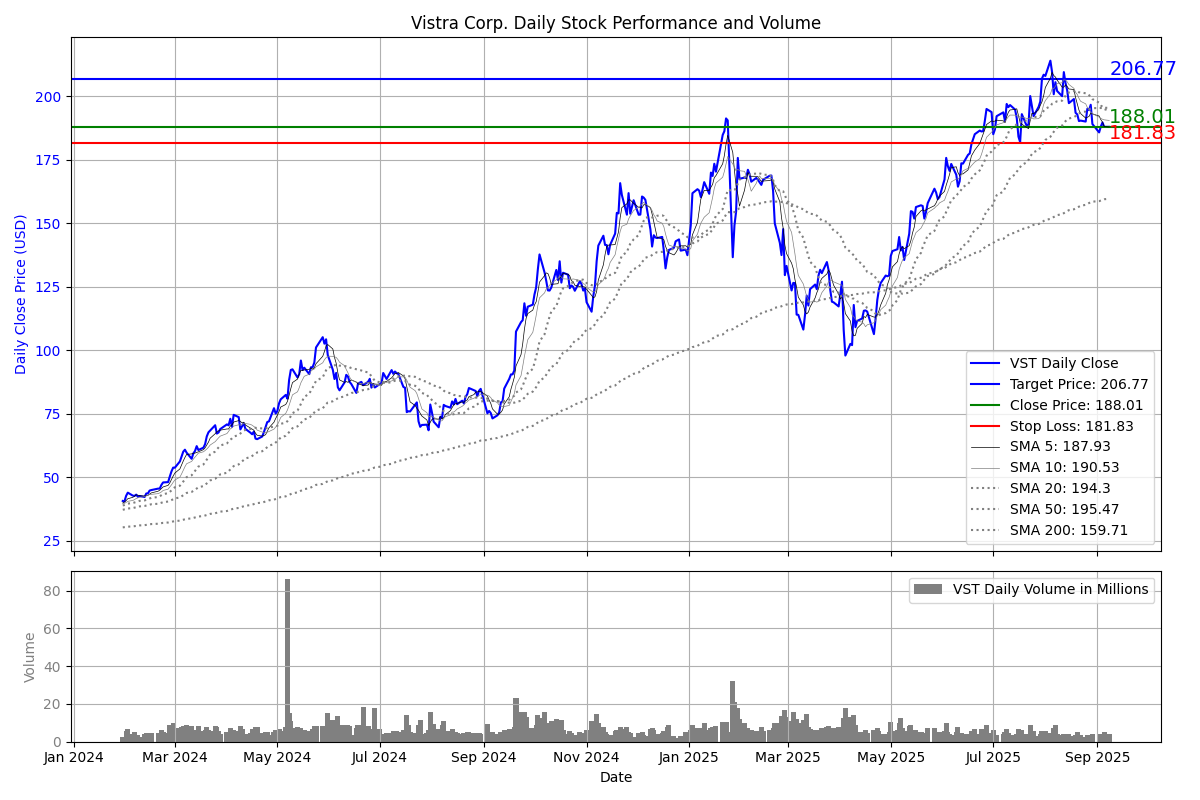 Vistra Corp. Daily Stock Performance and Volume
Daily Close Price (USD)
200
175
150
125
100
75
50
25
206.77
188.01
181.83
VST Daily Close
Target Price: 206.77
Close Price: 188.01
Stop Loss: 181.83
SMA 5: 187.93
SMA 10: 190.53
SMA 20: 194.3
SMA 50: 195.47
SMA 200: 159.71
Volume
80
60
40
20
0
VST Daily Volume in Millions
Jan 2024
Mar 2024
May 2024
Jul 2024
Sep 2024
Nov 2024
Jan 2025
Mar 2025
May 2025
Jul 2025
Sep 2025
Date